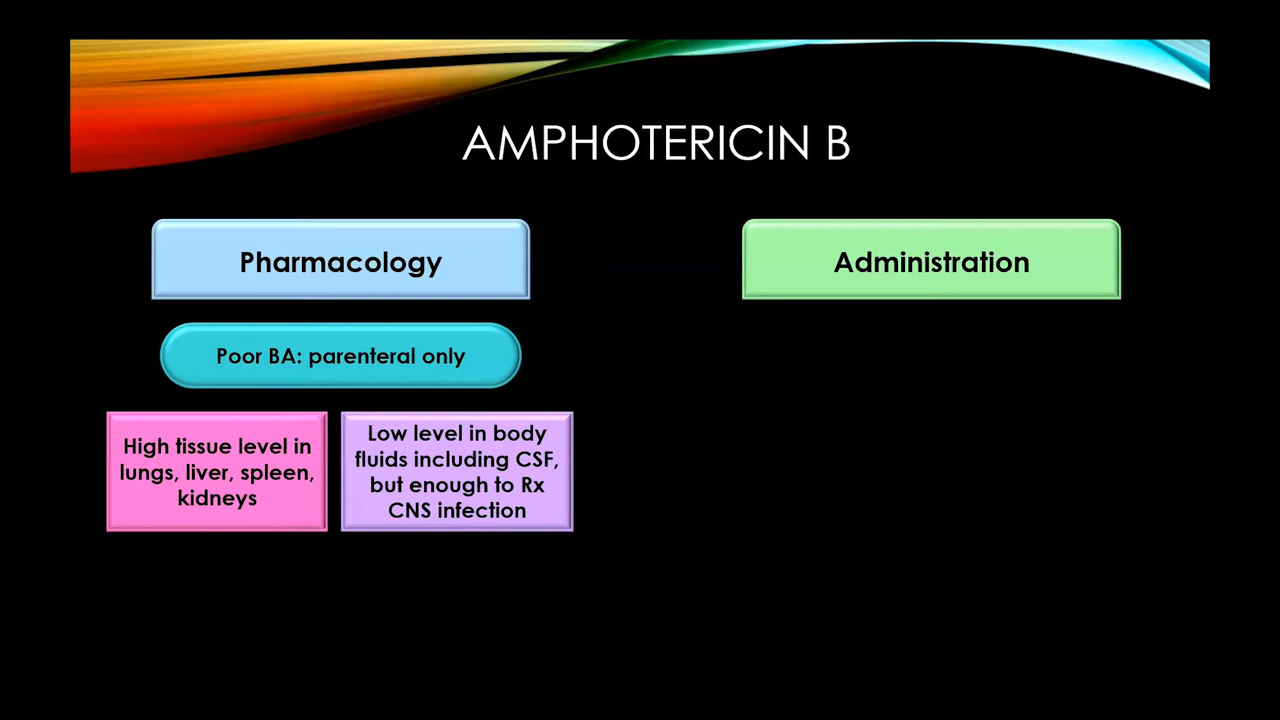 AMPHOTERICIN B
Pharmacology
Administration
Poor BA: parenteral only
High tissue level in
lungs, liver, spleen,
kidneys
Low level in body
fluids including CSF,
but enough to Rx
CNS infection